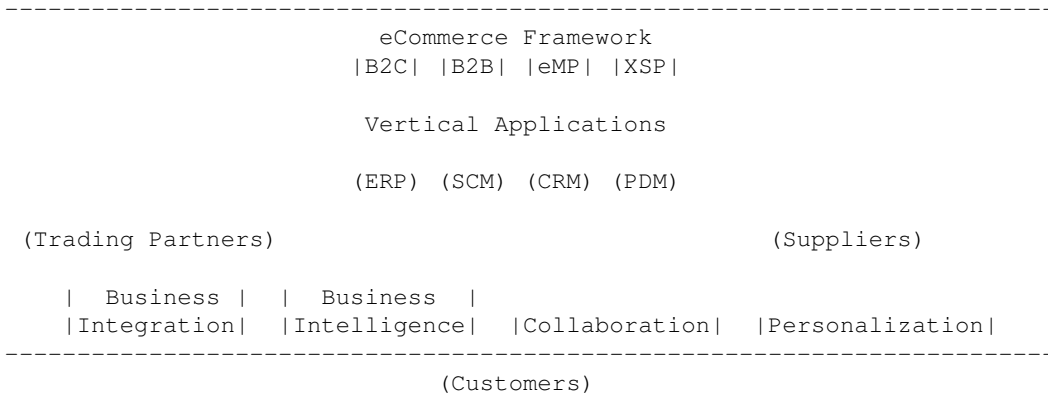 --------------------------------------------------------------------------
eCommerce Framework
|B2C| |B2B| |eMP| |XSP|
Vertical Applications
(ERP) (SCM) (CRM) (PDM)
(Trading Partners) (Suppliers)
| Business | | Business |
|Integration| |Intelligence| |Collaboration| |Personalization|
--------------------------------------------------------------------------
(Customers)